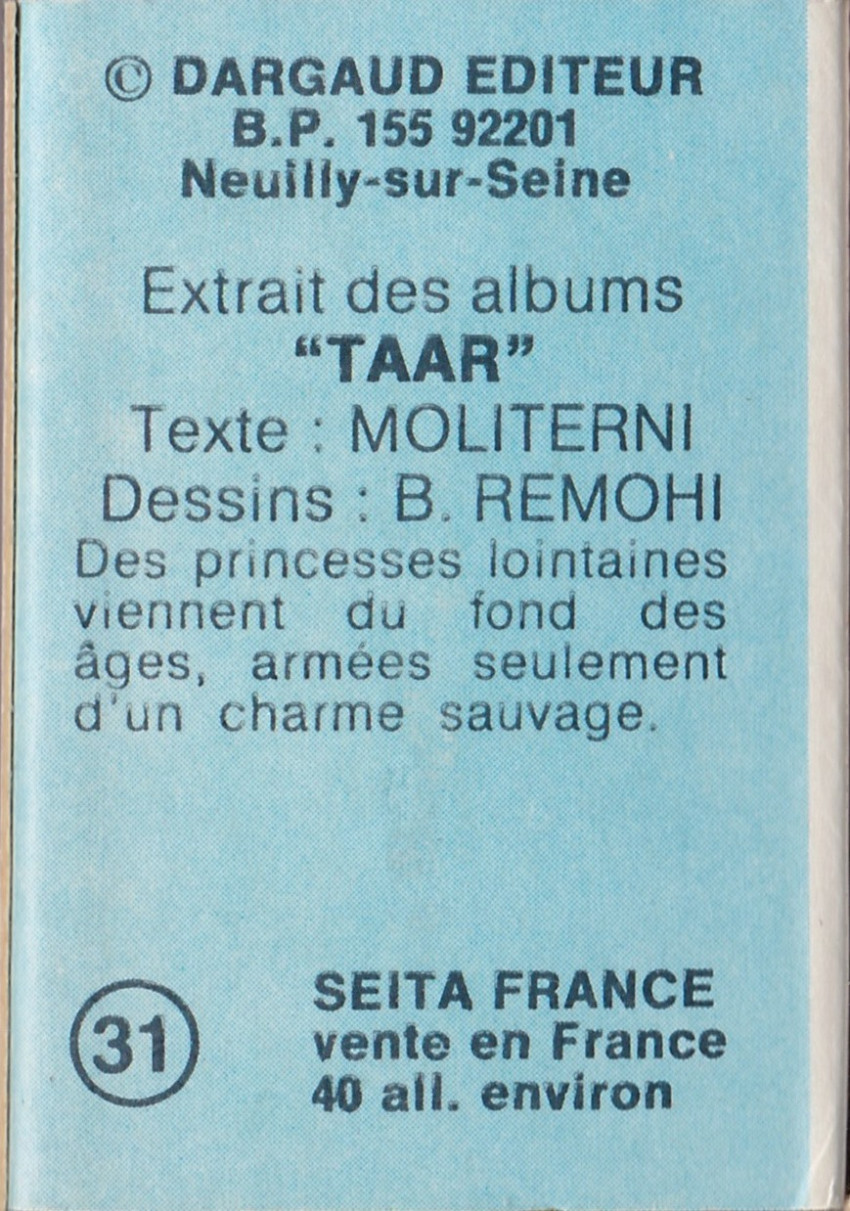 © DARGAUD EDITEUR
B.P. 155 92201
Neuilly-sur-Seine
Extrait des albums
“TAAR”
Texte : MOLITERNI
Dessins : B. REMOHI
Des princesses lointaines
viennent du fond des
âges, armées seulement
d'un charme sauvage.
31
SEITA FRANCE
vente en France
40 all. environ